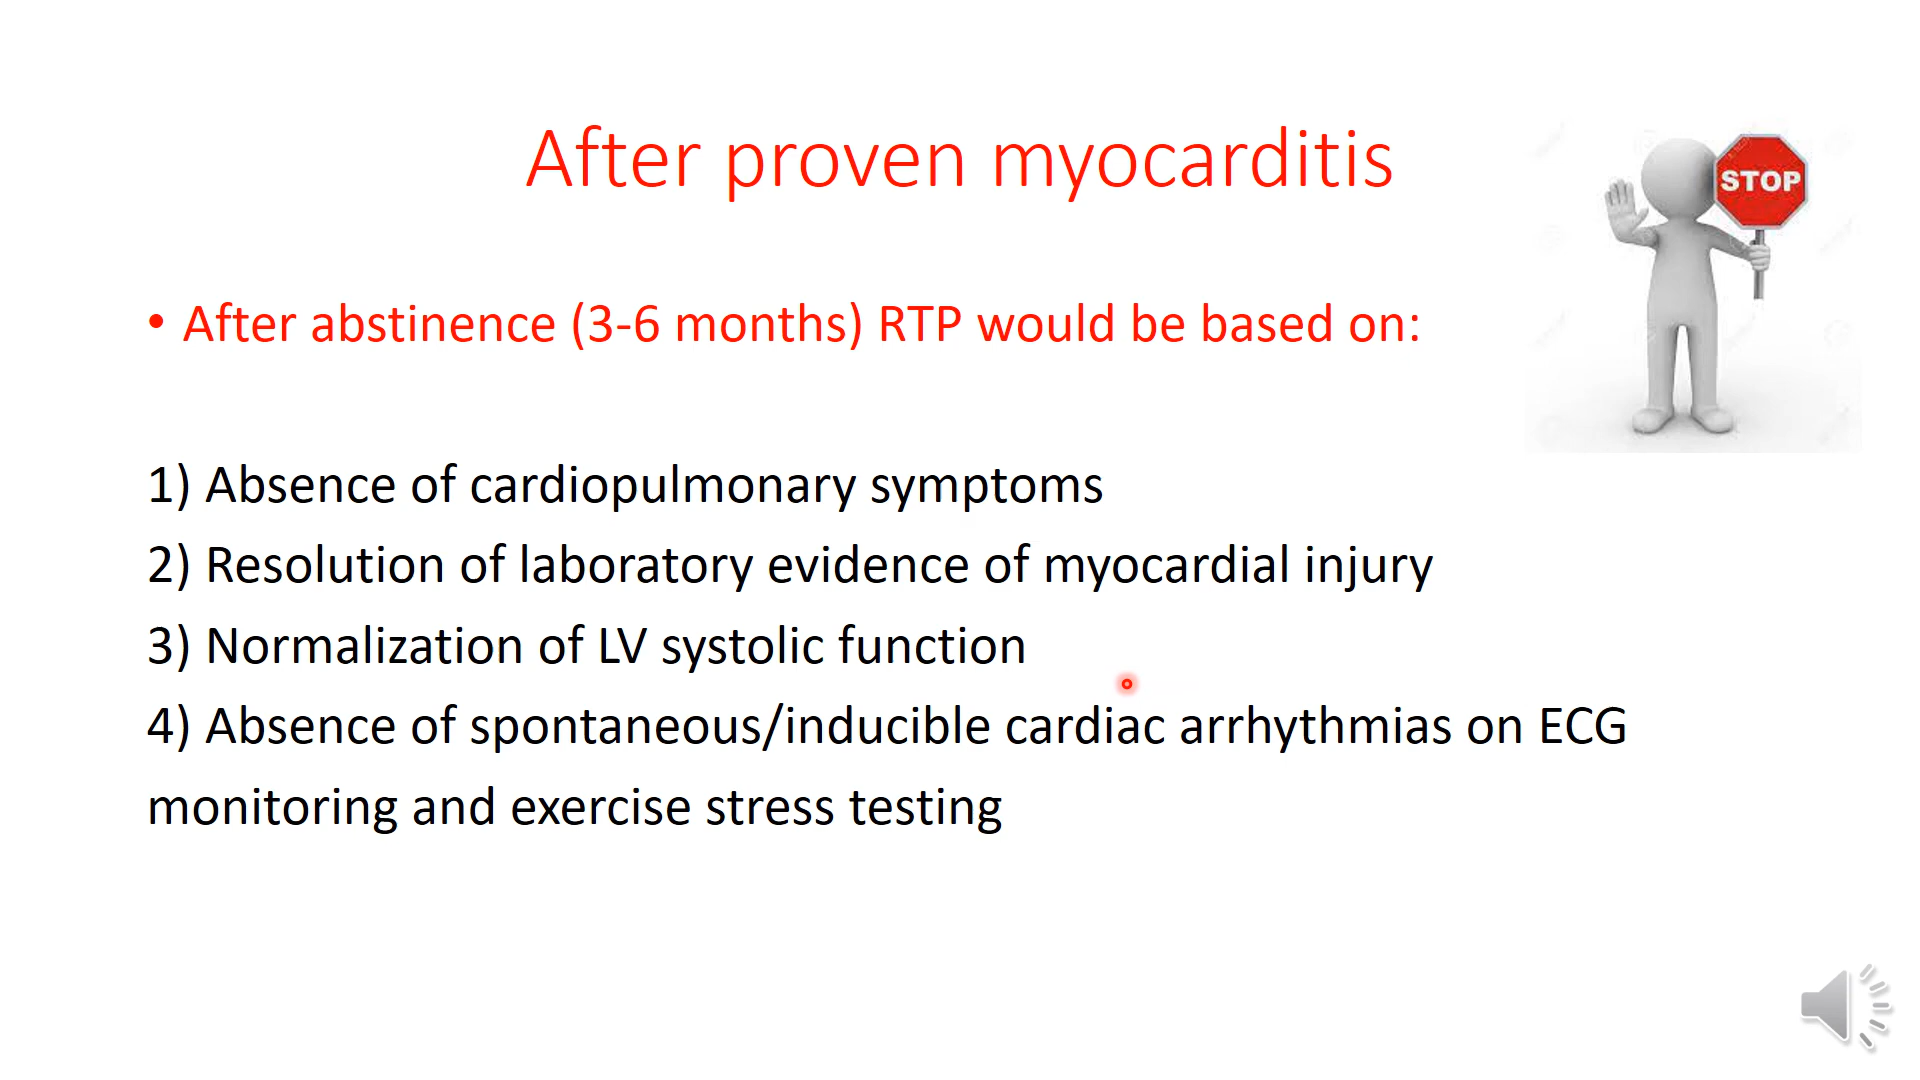 After proven myocarditis
STOP
• After abstinence (3-6 months) RTP would be based on:
1) Absence of cardiopulmonary symptoms
2) Resolution of laboratory evidence of myocardial injury
3) Normalization of LV systolic function
4) Absence of spontaneous/inducible cardiac arrhythmias on ECG
monitoring and exercise stress testing